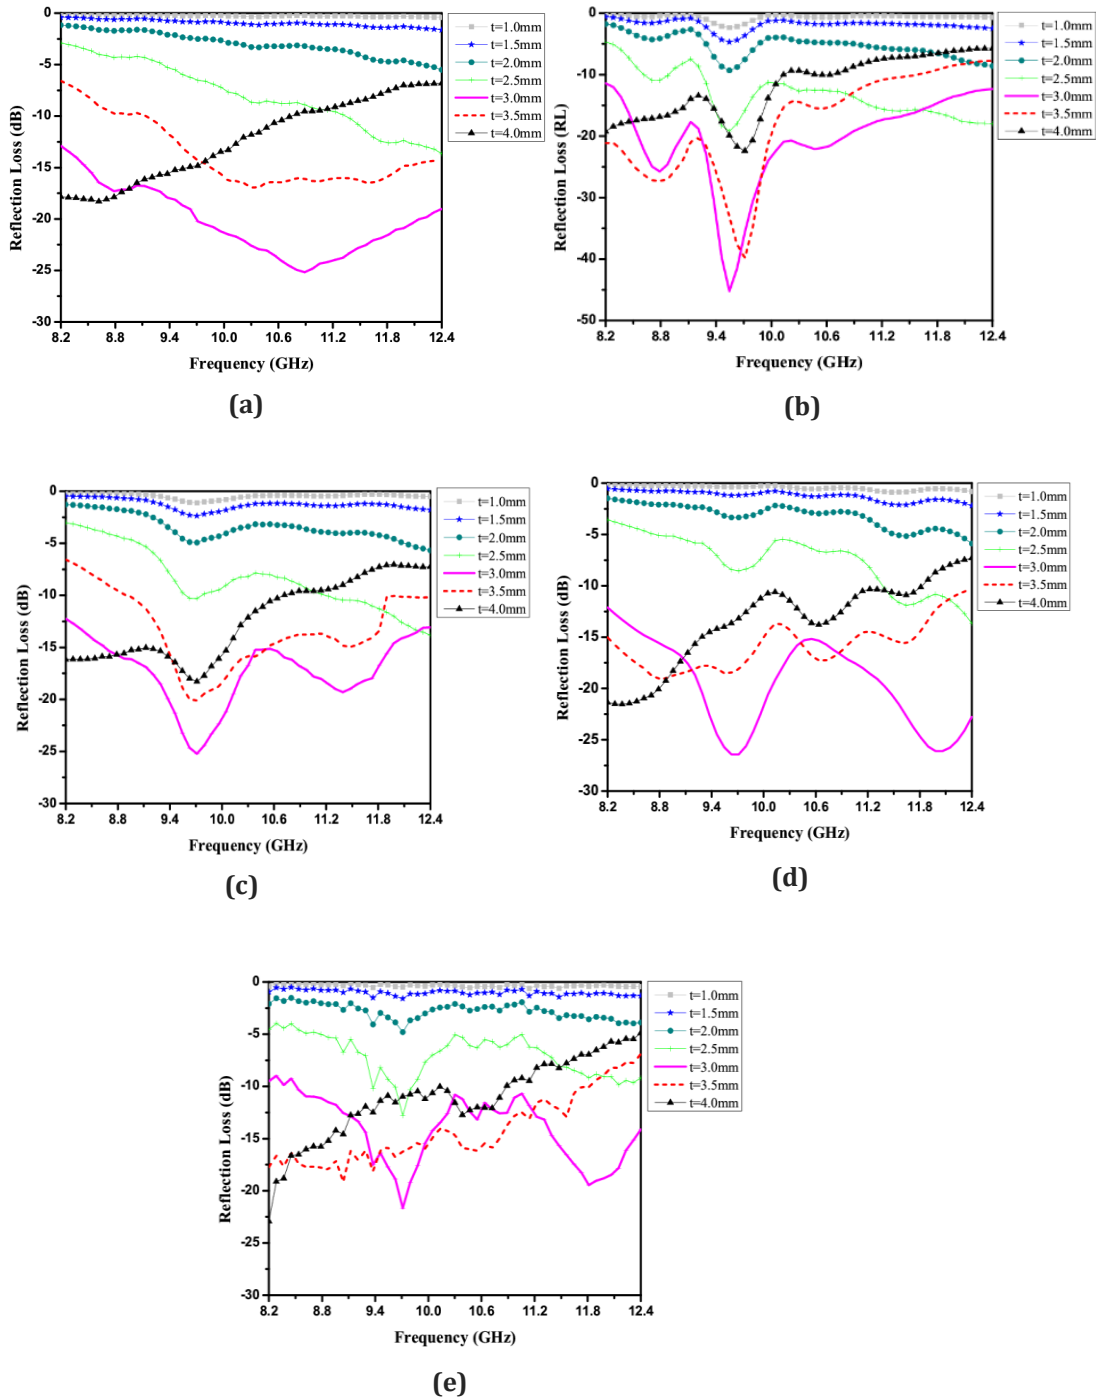 0
-5
-10
-15
-20
-25
-30
Reflection Loss (dB)
8.2 8.8 9.4 10.0 10.6 11.2 11.8 12.4
Frequency (GHz)
t=1.0mm
t=1.5mm
t=2.0mm
t=2.5mm
t=3.0mm
t=3.5mm
t=4.0mm
(a)
0
-10
-20
-30
-40
-50
Reflection Loss (RL)
8.2 8.8 9.4 10.0 10.6 11.2 11.8 12.4
Frequency (GHz)
t=1.0mm
t=1.5mm
t=2.0mm
t=2.5mm
t=3.0mm
t=3.5mm
t=4.0mm
(b)
0
-5
-10
-15
-20
-25
-30
Reflection Loss (dB)
8.2 8.8 9.4 10.0 10.6 11.2 11.8 12.4
Frequency (GHz)
t=1.0mm
t=1.5mm
t=2.0mm
t=2.5mm
t=3.0mm
t=3.5mm
t=4.0mm
(c)
0
-5
-10
-15
-20
-25
-30
Reflection Loss (dB)
8.2 8.8 9.4 10.0 10.6 11.2 11.8 12.4
Frequency (GHz)
t=1.0mm
t=1.5mm
t=2.0mm
t=2.5mm
t=3.0mm
t=3.5mm
t=4.0mm
(d)
0
-5
-10
-15
-20
-25
-30
Reflection Loss (dB)
8.2 8.8 9.4 10.0 10.6 11.2 11.8 12.4
Frequency (GHz)
t=1.0mm
t=1.5mm
t=2.0mm
t=2.5mm
t=3.0mm
t=3.5mm
t=4.0mm
(e)